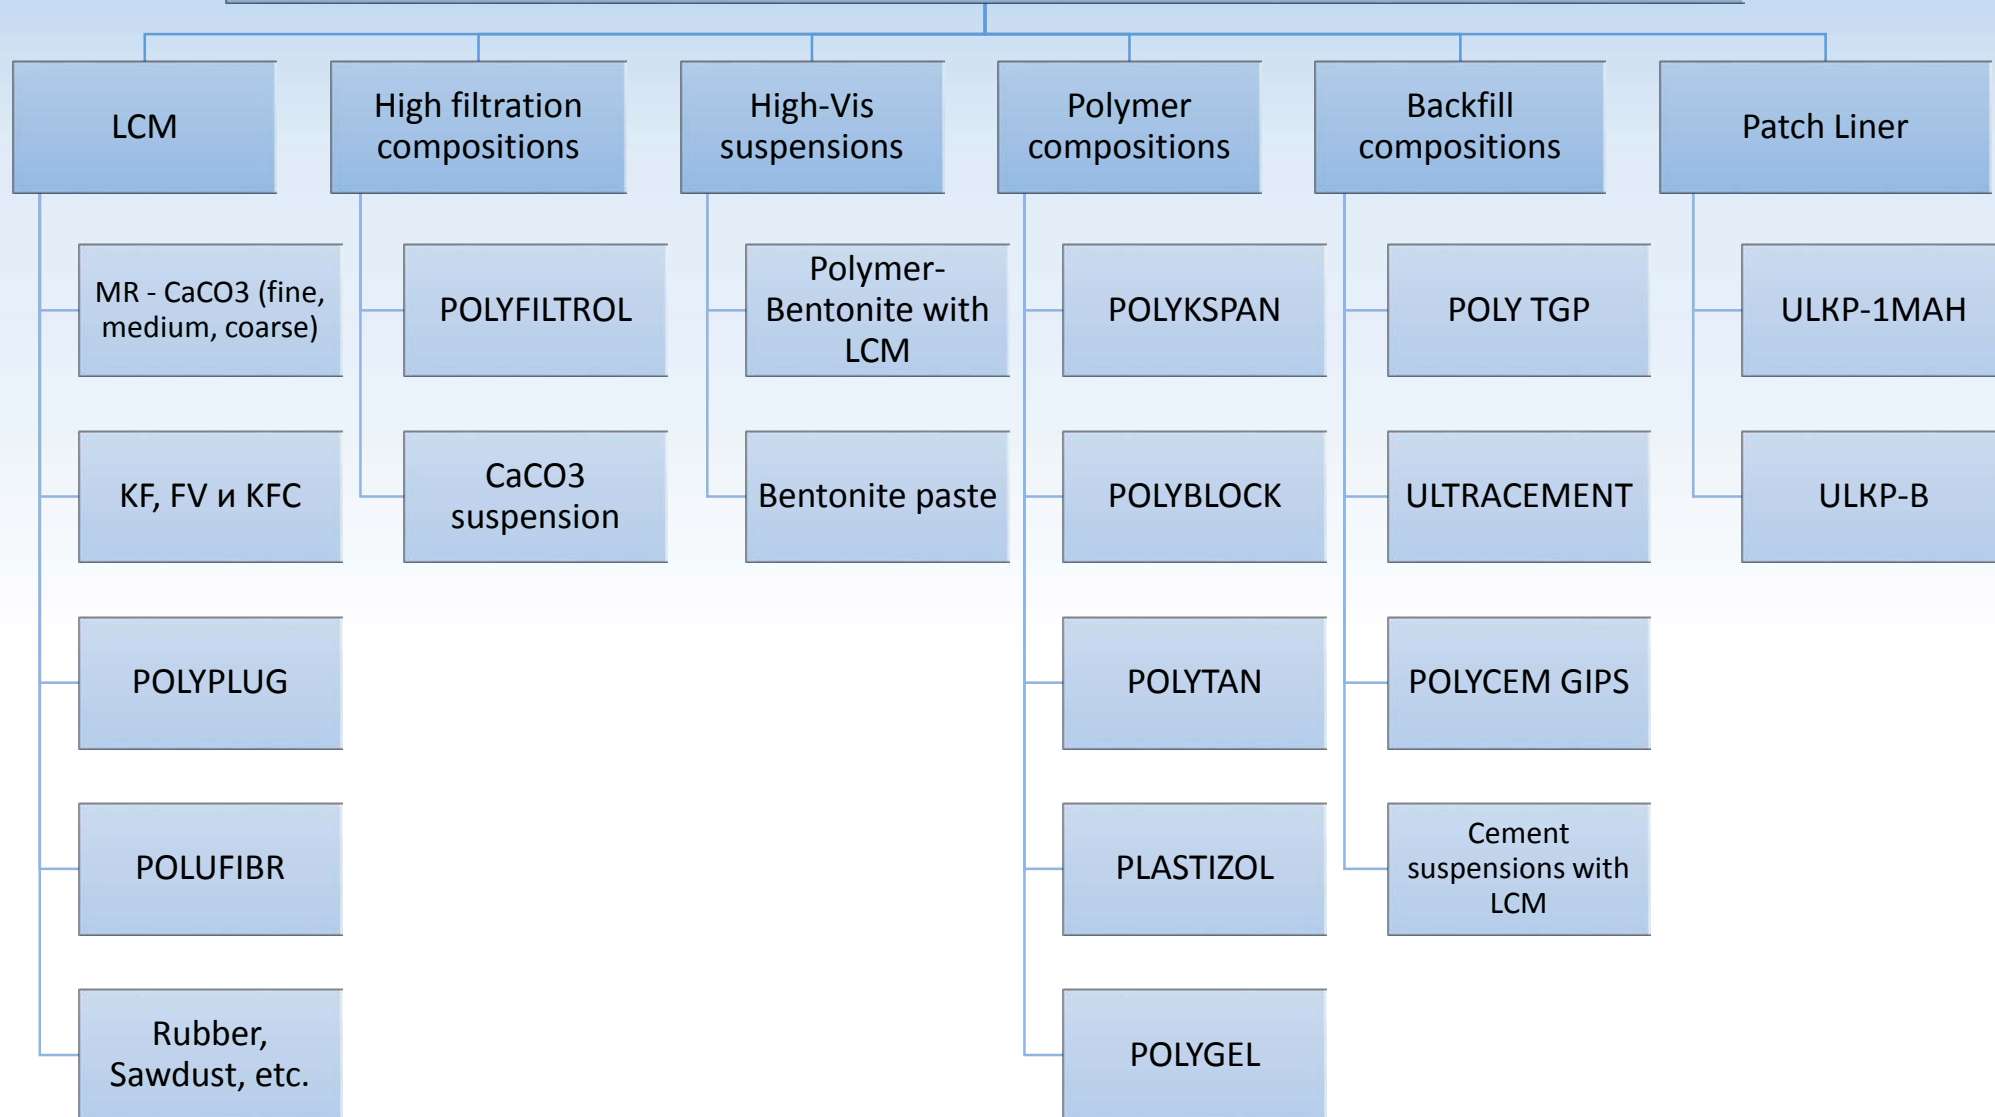 LCM
High filtration
compositions
High-Vis
suspensions
Polymer
compositions
Backfill
compositions
Patch Liner
MR - CaCO3 (fine,
medium, coarse)
KF, FV и KFC
POLYPLUG
POLUFIBR
Rubber,
Sawdust, etc.
POLYFILTROL
CaCO3
suspension
Polymer-
Bentonite with
LCM
Bentonite paste
POLYKSPAN
POLYBLOCK
POLYTAN
PLASTIZOL
POLYGEL
POLY TGP
ULTRACEMENT
POLYCEM GIPS
Cement
suspensions with
LCM
ULKP-1MAH
ULKP-B